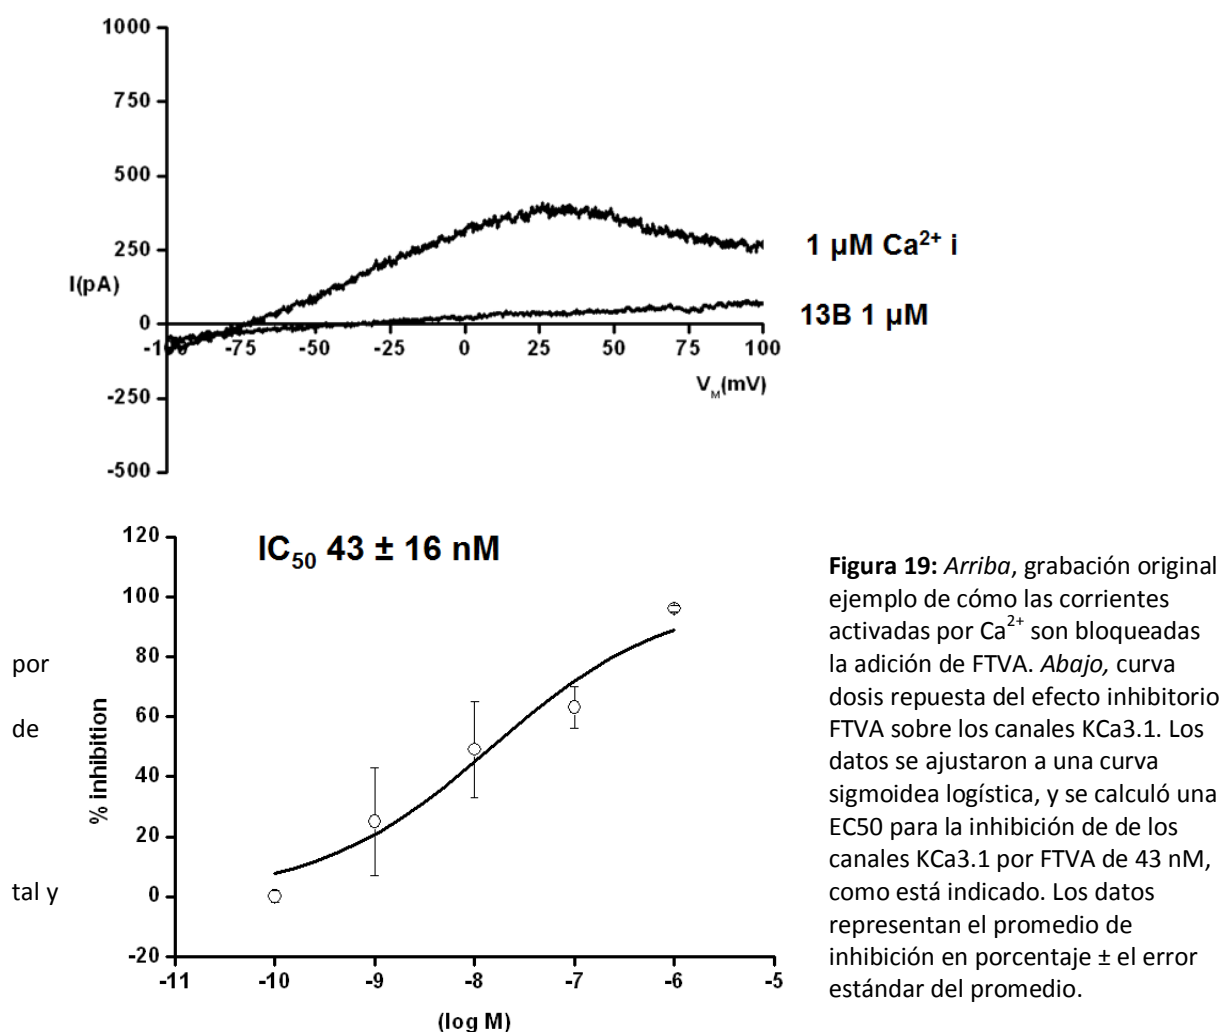 1000
750
500
250
I(pA)
0
-100 -75 -50 -25 0 25 50 75 100
V_M(mV)
-250
-500
1 µM Ca²⁺ i
13B 1 µM
IC₅₀ 43 ± 16 nM
120
100
80
60
40
20
0
-20
% inhibition
-11 -10 -9 -8 -7 -6 -5
(log M)
Figura 19: Arriba, grabación original
ejemplo de cómo las corrientes
activadas por Ca²⁺ son bloqueadas
por la adición de FTVA. Abajo, curva
dosis repuesta del efecto inhibitorio
de FTVA sobre los canales KCa3.1. Los
datos se ajustaron a una curva
sigmoidea logística, y se calculó una
EC50 para la inhibición de de los
canales KCa3.1 por FTVA de 43 nM,
tal y como está indicado. Los datos
representan el promedio de
inhibición en porcentaje ± el error
estándar del promedio.